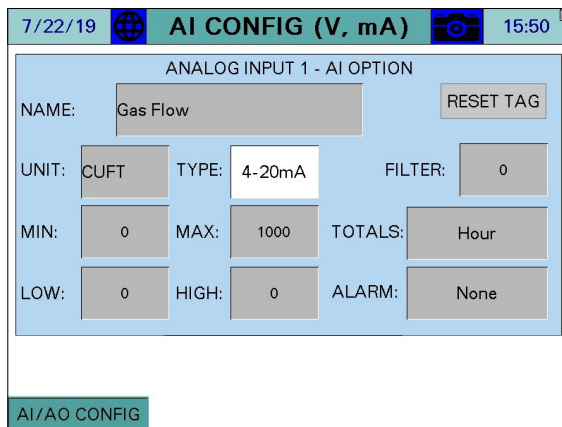 7/22/19 AI CONFIG (V, mA) 15:50
ANALOG INPUT 1 - AI OPTION
NAME: Gas Flow RESET TAG
UNIT: CUFT TYPE: 4-20mA FILTER: 0
MIN: 0 MAX: 1000 TOTALS: Hour
LOW: 0 HIGH: 0 ALARM: None
AI/AO CONFIG